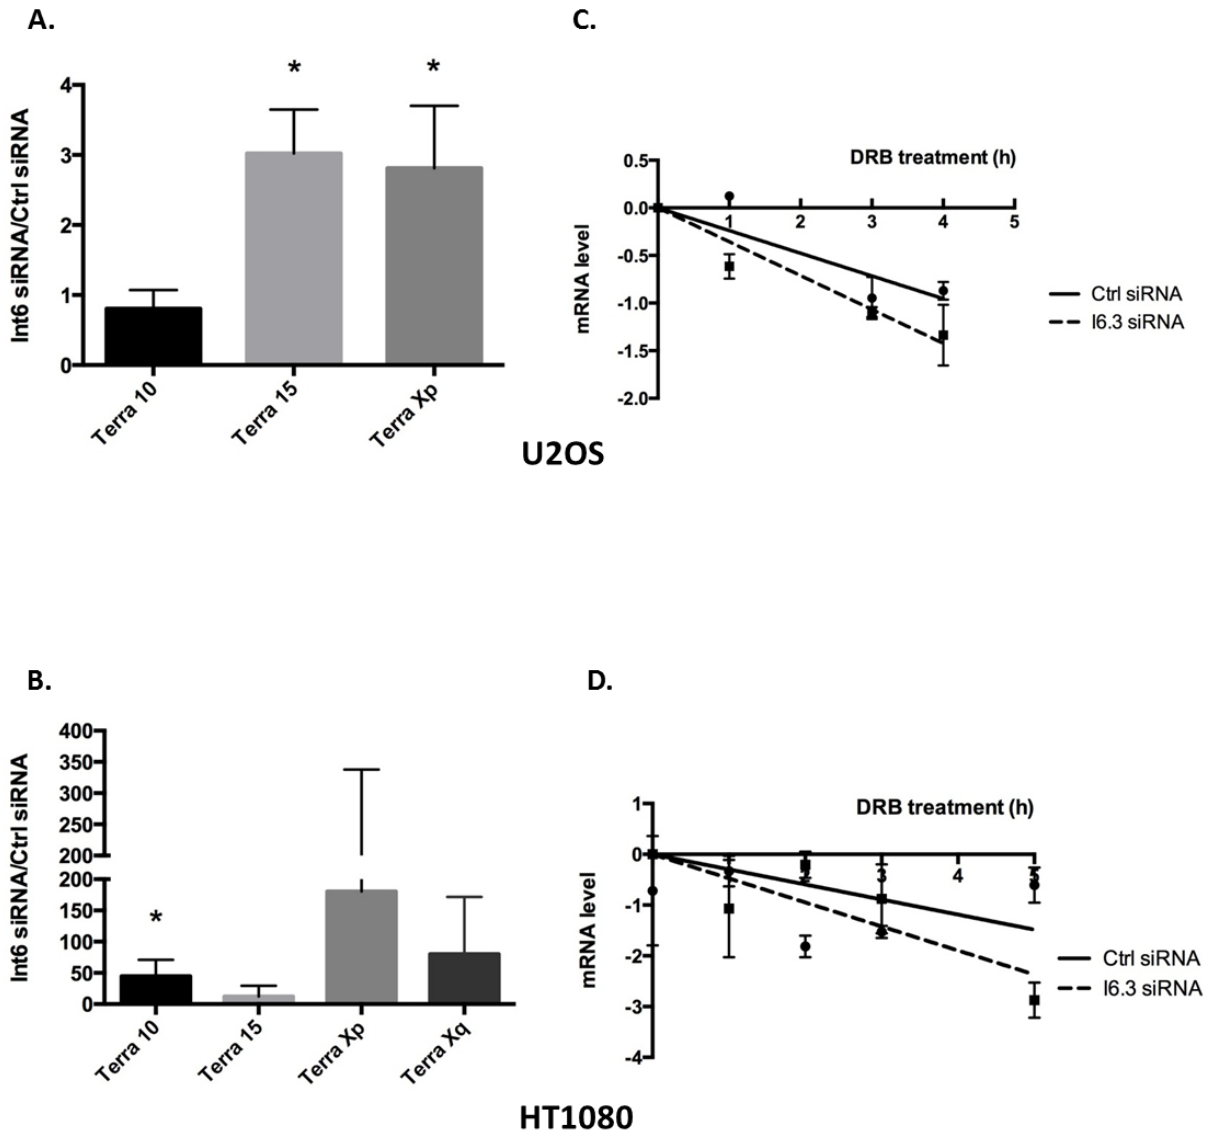 A.
Int6 siRNA/Ctrl siRNA
4
3
2
1
0
*
*
Terra 10
Terra 15
Terra Xp
C.
DRB treatment (h)
mRNA level
0.5
0.0
-0.5
-1.0
-1.5
-2.0
1 2 3 4 5
Ctrl siRNA
I6.3 siRNA
U2OS
B.
Int6 siRNA/Ctrl siRNA
400
350
300
250
200
200
150
100
50
0
*
Terra 10
Terra 15
Terra Xp
Terra Xq
D.
DRB treatment (h)
mRNA level
1
0
-1
-2
-3
-4
3 4 5
Ctrl siRNA
I6.3 siRNA
HT1080